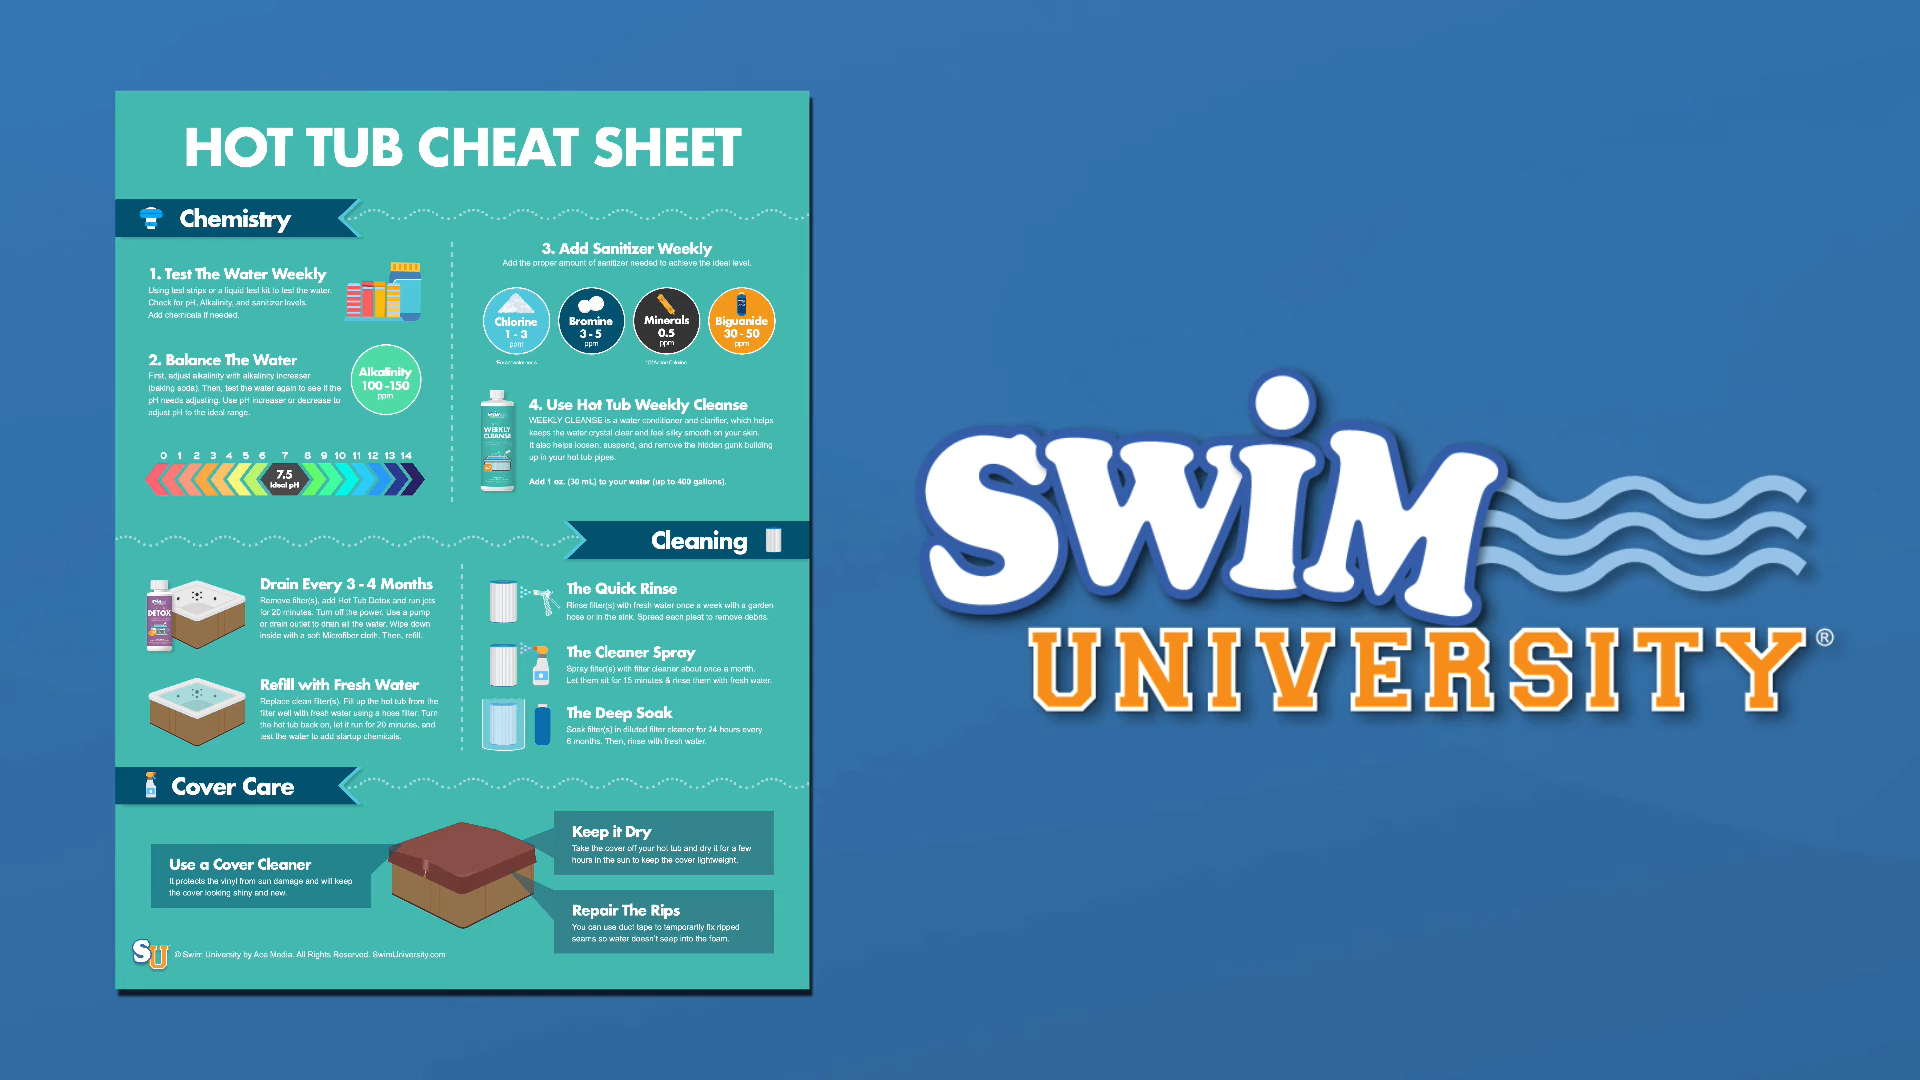 HOT TUB CHEAT SHEET
Chemistry
1. Test The Water Weekly
Using test strips or a liquid test kit to test the water.
Check for pH, Alkalinity, and sanitizer levels.
Add chemicals if needed.
2. Balance The Water
First, adjust alkalinity with alkalinity increaser
(baking soda). Then, test the water again to see if the
pH needs adjusting. Use pH increaser or decrease to
adjust pH to the ideal range.
Alkalinity
100 -150
ppm
0 1 2 3 4 5 6 7 8 9 10 11 12 13 14
7.5
Ideal pH
3. Add Sanitizer Weekly
Add the proper amount of sanitizer needed to achieve the ideal level.
Chlorine
1 - 3
ppm
Bromine
3 - 5
ppm
Minerals
0.5
ppm
Biguanide
30 - 50
ppm
4. Use Hot Tub Weekly Cleanse
WEEKLY CLEANSE is a water conditioner and clarifier, which helps
keeps the water crystal clear and feel silky smooth on your skin.
It also helps loosen, suspend, and remove the hidden gunk building
up in your hot tub pipes.
Add 1 oz. (30 mL) to your water (up to 400 gallons).
WEEKLY
CLEANSE
Cleaning
Drain Every 3 - 4 Months
Remove filter(s), add Hot Tub Detox and run jets
for 20 minutes. Turn off the power. Use a pump
or drain outlet to drain all the water. Wipe down
inside with a soft Microfiber cloth. Then, refill.
DETOX
Refill with Fresh Water
Replace clean filter(s). Fill up the hot tub from the
filter well with fresh water using a hose filter. Turn
the hot tub back on, let it run for 20 minutes, and
test the water to add startup chemicals.
The Quick Rinse
Rinse filter(s) with fresh water once a week with a garden
hose or in the sink. Spread each pleat to remove debris.
The Cleaner Spray
Spray filter(s) with filter cleaner about once a month.
Let them sit for 15 minutes & rinse them with fresh water.
The Deep Soak
Soak filter(s) in diluted filter cleaner for 24 hours every
6 months. Then, rinse with fresh water.
Cover Care
Use a Cover Cleaner
It protects the vinyl from sun damage and will keep
the cover looking shiny and new.
Keep it Dry
Take the cover off your hot tub and dry it for a few
hours in the sun to keep the cover lightweight.
Repair The Rips
You can use duct tape to temporarily fix ripped
seams so water doesn't seep into the foam.
SU
© Swim University by Ace Media. All Rights Reserved. SwimUniversity.com
SWiM
UNIVERSITY®